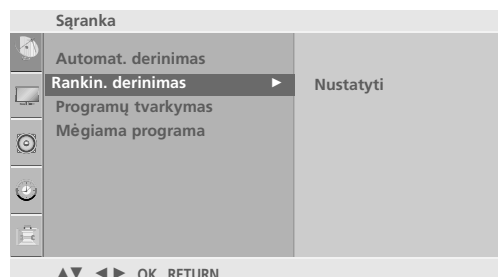 Sąranka
Automat. derinimas
Rankin. derinimas ► Nustatyti
Programų tvarkymas
Mėgiama programa
▲▼ ◄► OK RETURN